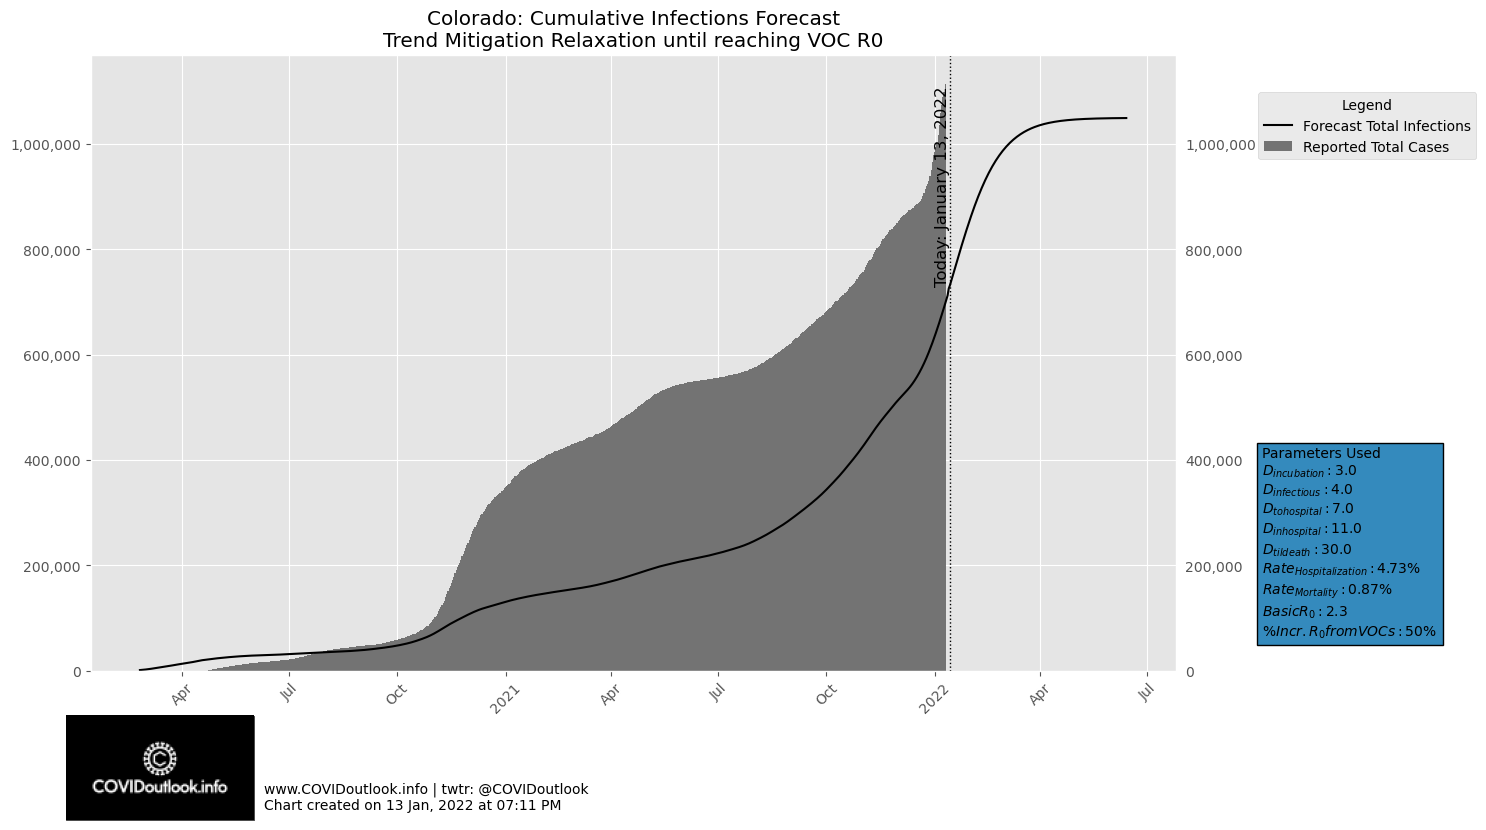 Colorado: Cumulative Infections Forecast
Trend Mitigation Relaxation until reaching VOC R0
1,000,000
800,000
600,000
400,000
200,000
0
1,000,000
800,000
600,000
400,000
200,000
0
Today: January 13, 2022
Apr
Jul
Oct
2021
Apr
Jul
Oct
2022
Apr
Jul
Legend
Forecast Total Infections
Reported Total Cases
Parameters Used
Dincubation : 3.0
Dinfectious : 4.0
Dtohospital : 7.0
Dinhospital : 11.0
Dtildeath : 30.0
RateHospitalization : 4.73%
RateMortality : 0.87%
BasicR0 : 2.3
%Incr. R0fromVOCs : 50%
COVIDoutlook.info
www.COVIDoutlook.info | twtr: @COVIDoutlook
Chart created on 13 Jan, 2022 at 07:11 PM